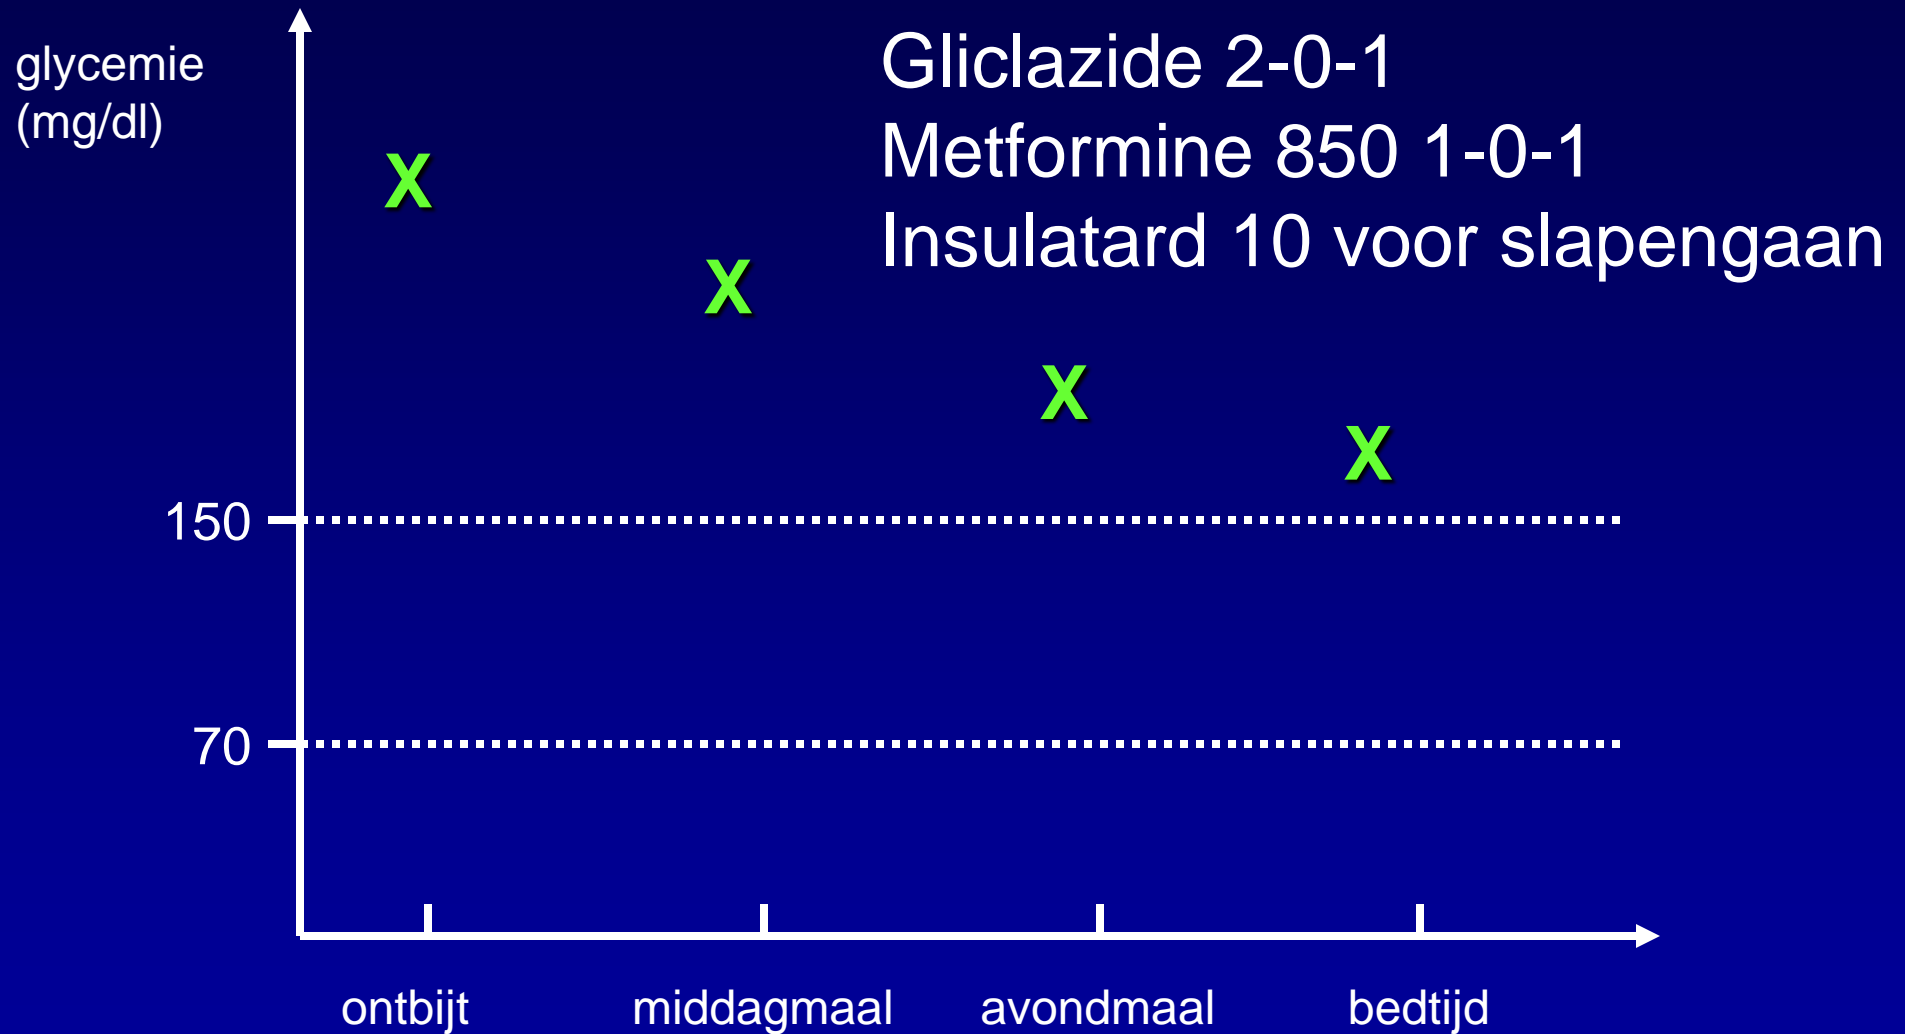 glycemie
(mg/dl)
Gliclazide 2-0-1
Metformine 850 1-0-1
Insulatard 10 voor slapengaan
X
X
X
X
150
70
ontbijt
middagmaal
avondmaal
bedtijd